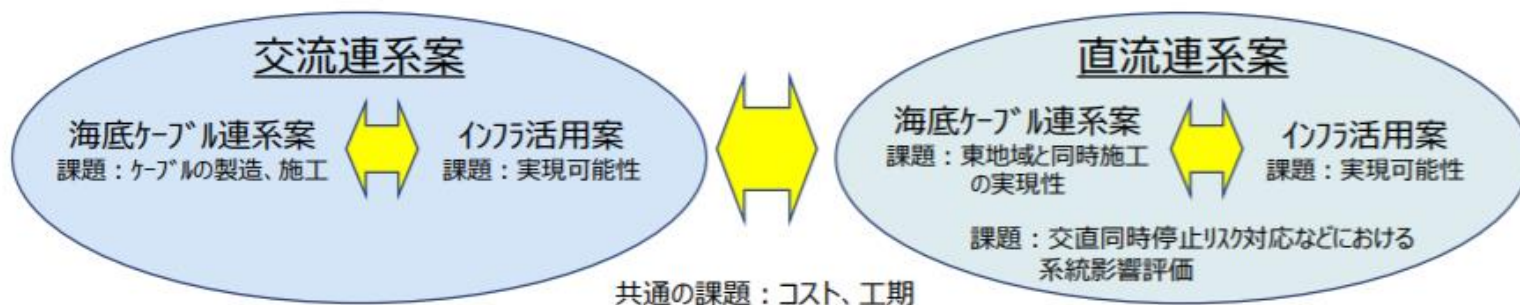 交流連系案
海底ケーブル連系案
課題：ケーブルの製造、施工
インフラ活用案
課題：実現可能性
直流連系案
海底ケーブル連系案
課題：東地域と同時施工
の実現性
インフラ活用案
課題：実現可能性
課題：交直同時停止リスク対応などにおける
系統影響評価
共通の課題：コスト、工期